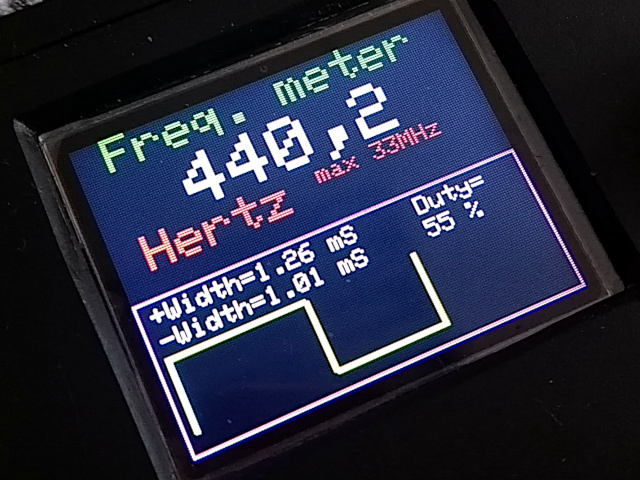 Freq. meter
440,2
Hertz max 33MHz
+Width=1.26 mS
-Width=1.01 mS
Duty=
55 %